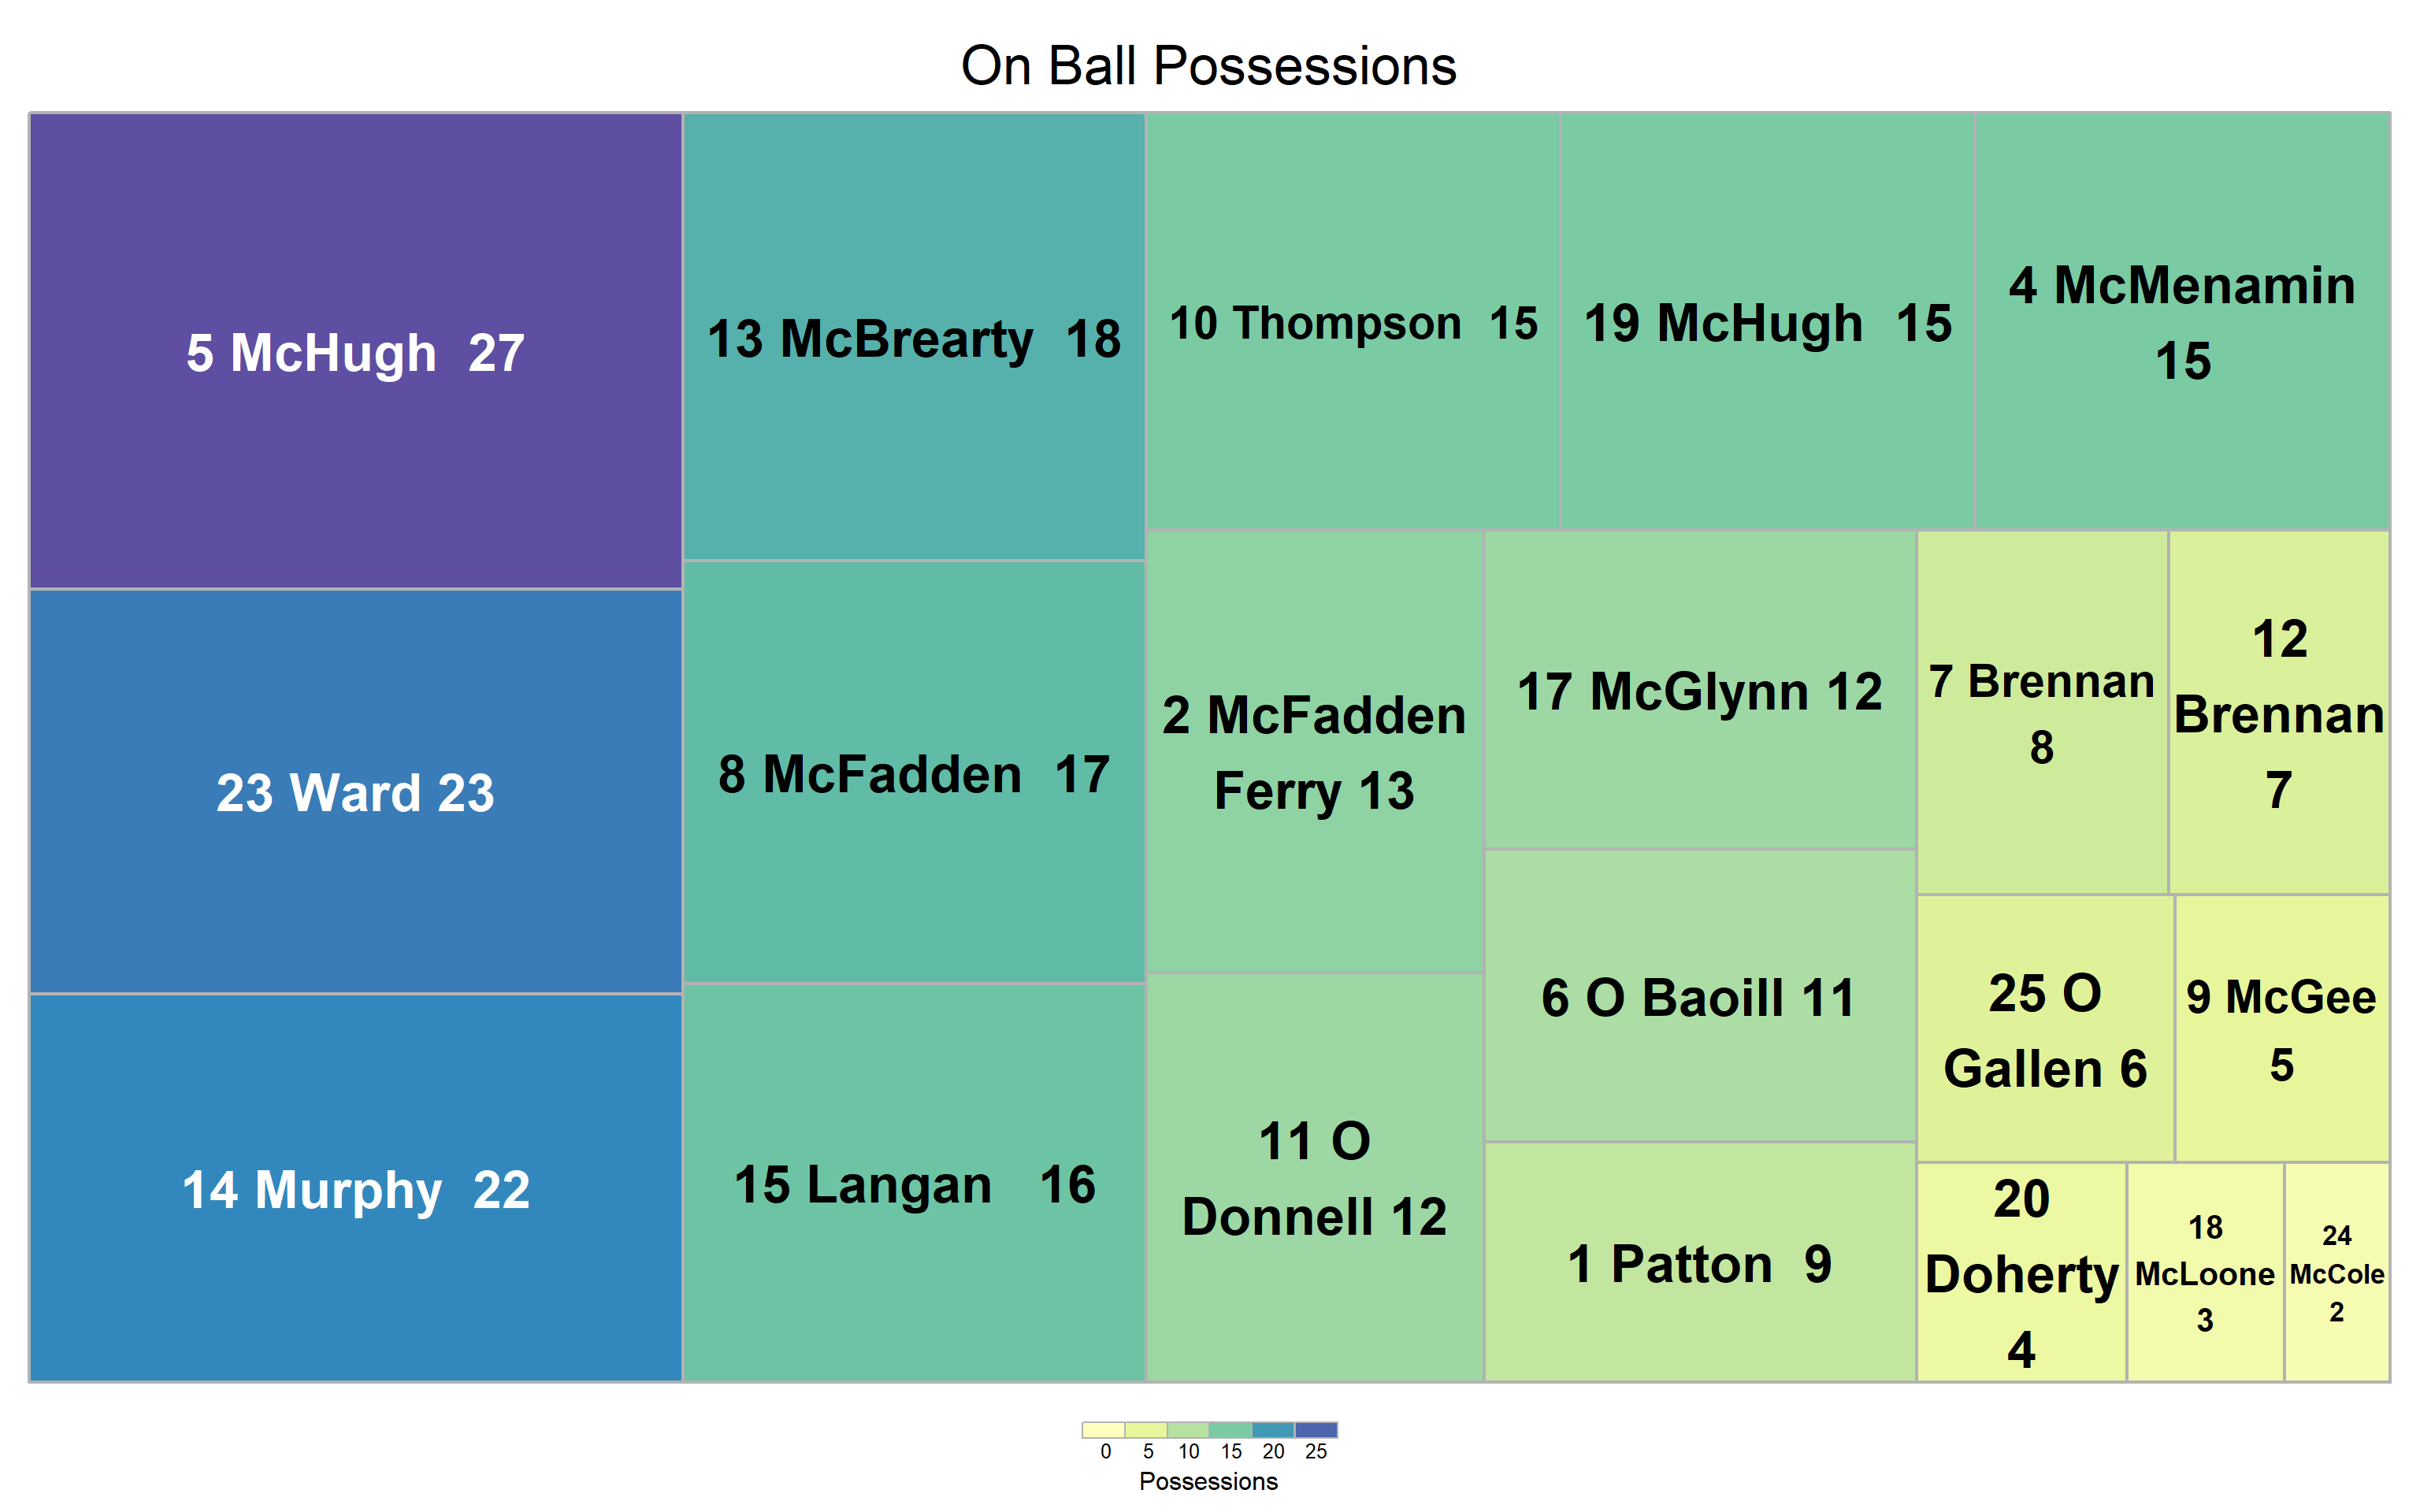 On Ball Possessions
5 McHugh  27
23 Ward 23
14 Murphy  22
13 McBrearty  18
8 McFadden  17
15 Langan   16
10 Thompson  15
19 McHugh  15
4 McMenamin
15
2 McFadden
Ferry 13
11 O
Donnell 12
17 McGlynn 12
6 O Baoill 11
1 Patton  9
7 Brennan
8
12
Brennan
7
25 O
Gallen 6
9 McGee
5
20
Doherty
4
18
McLoone
3
24
McCole
2
0 5 10 15 20 25
Possessions